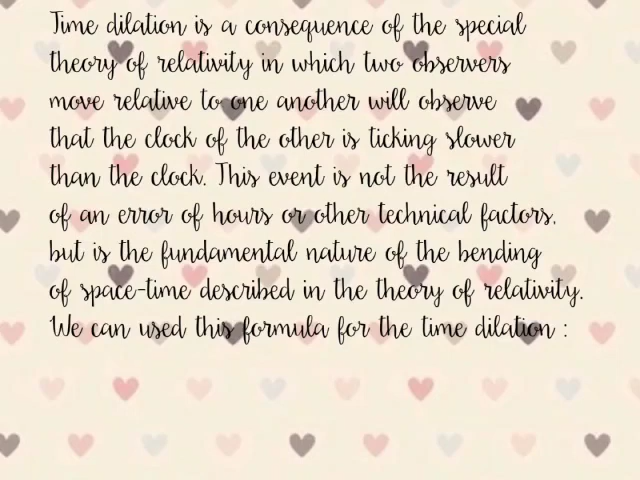 Time dilation is a consequence of the special
theory of relativity in which two observers
move relative to one another will observe
that the clock of the other is ticking slower
than the clock. This event is not the result
of an error of hours or other technical factors,
but is the fundamental nature of the bending
of space-time described in the theory of relativity.
We can used this formula for the time dilation :